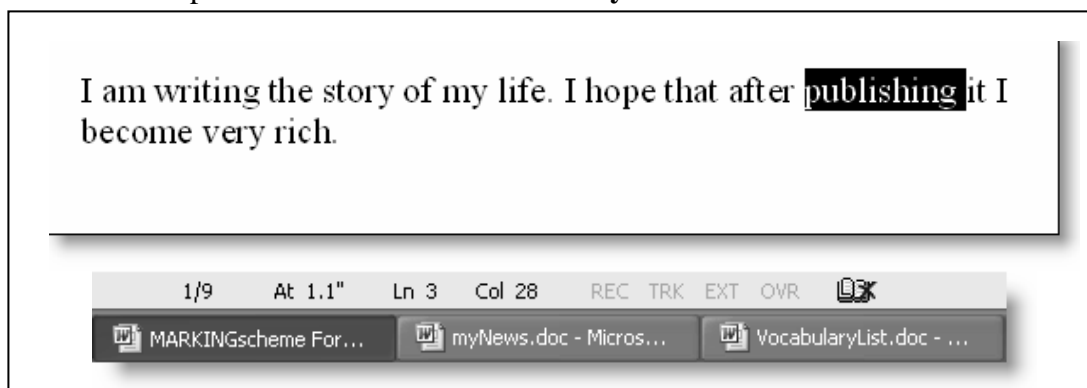 I am writing the story of my life. I hope that after publishing it I
become very rich.
1/9 At 1.1" Ln 3 Col 28 REC TRK EXT OVR
MARKINGscheme For... myNews.doc - Micros... VocabularyList.doc - ...